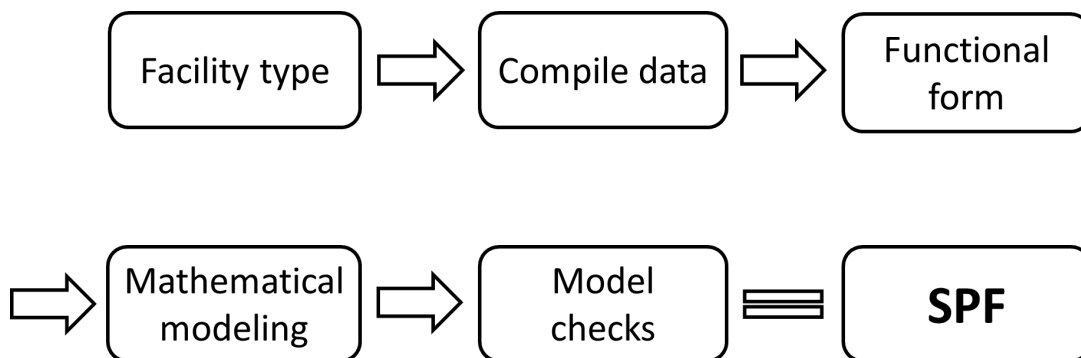 Facility type
Compile data
Functional
form
Mathematical
modeling
Model
checks
SPF